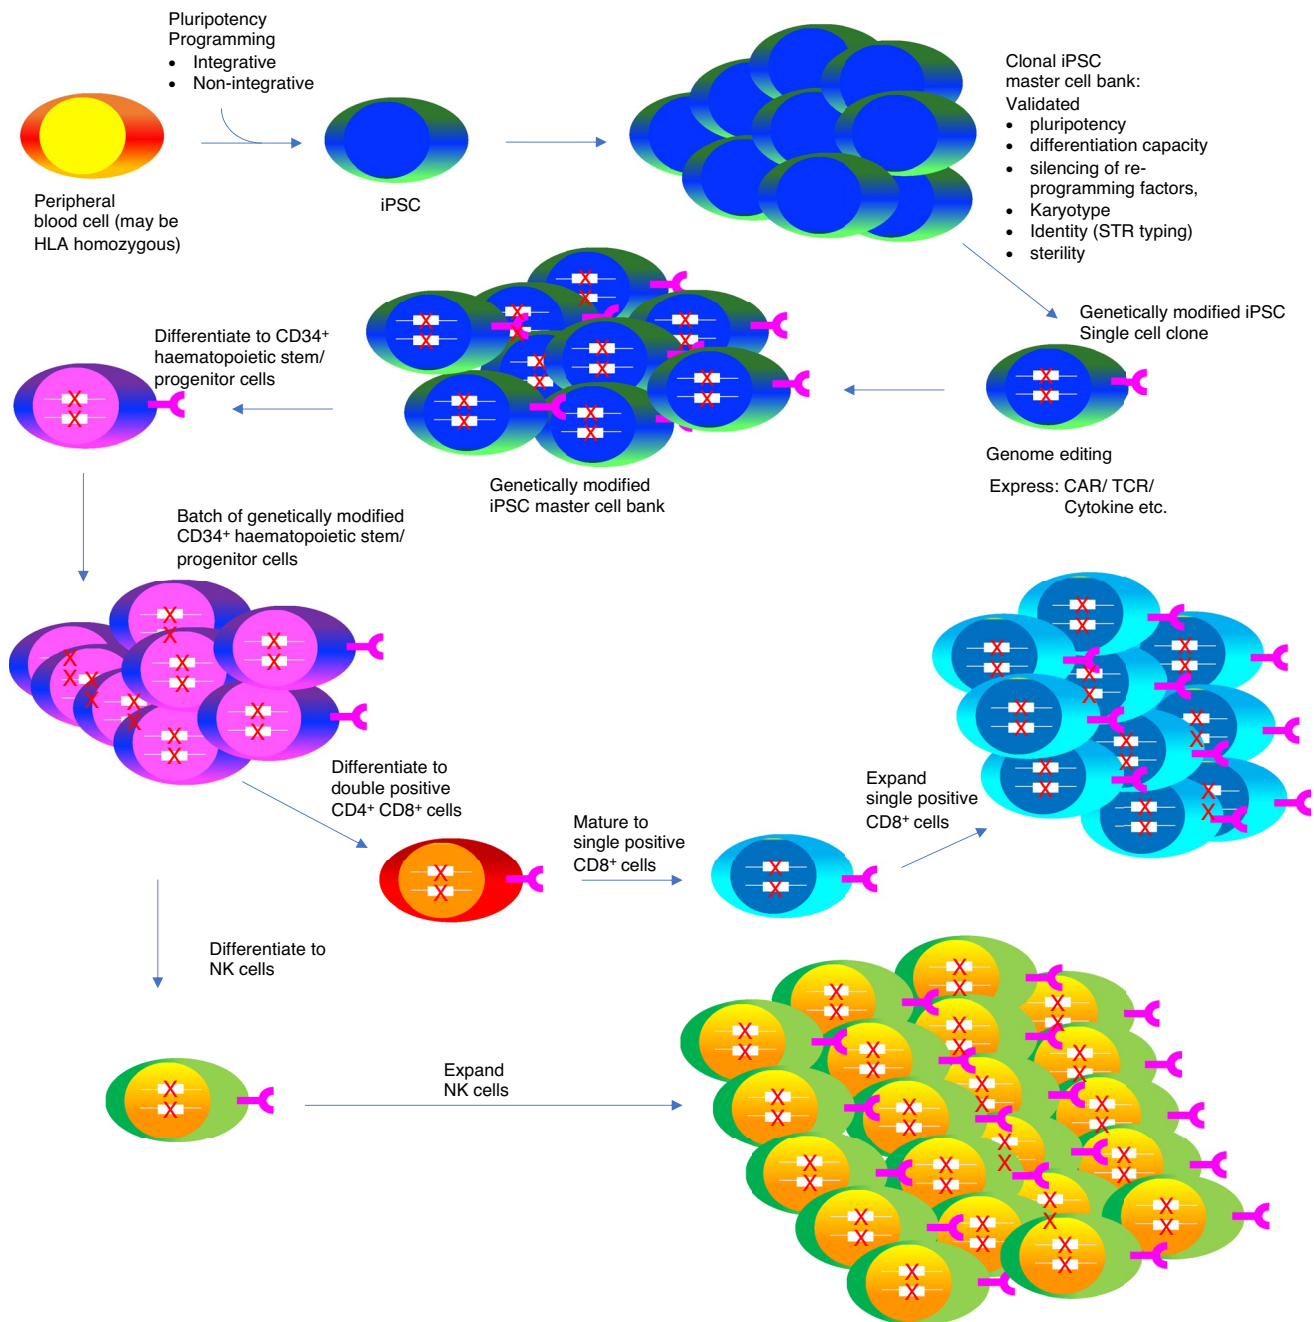 Pluripotency
Programming
• Integrative
• Non-integrative
Peripheral
blood cell (may be
HLA homozygous)
iPSC
Clonal iPSC
master cell bank:
Validated
• pluripotency
• differentiation capacity
• silencing of re-
programming factors,
• Karyotype
• Identity (STR typing)
• sterility
Genetically modified iPSC
Single cell clone
Genome editing
Express: CAR/ TCR/
Cytokine etc.
Genetically modified
iPSC master cell bank
Differentiate to CD34⁺
haematopoietic stem/
progenitor cells
Batch of genetically modified
CD34⁺ haematopoietic stem/
progenitor cells
Differentiate to
double positive
CD4⁺ CD8⁺ cells
Mature to
single positive
CD8⁺ cells
Expand
single positive
CD8⁺ cells
Differentiate to
NK cells
Expand
NK cells